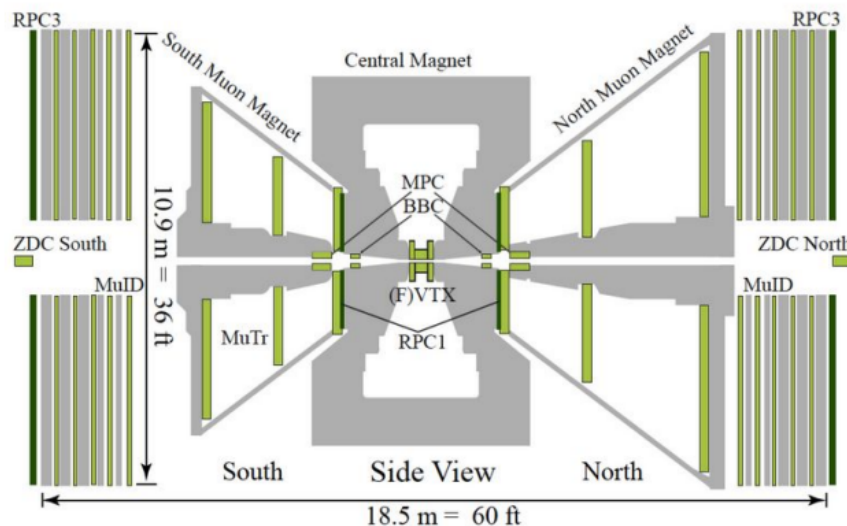 RPC3
RPC3
South Muon Magnet
Central Magnet
North Muon Magnet
MPC
BBC
10.9 m = 36 ft
ZDC South
ZDC North
MuID
(F)VTX
MuID
MuTr
RPC1
South
Side View
North
18.5 m = 60 ft